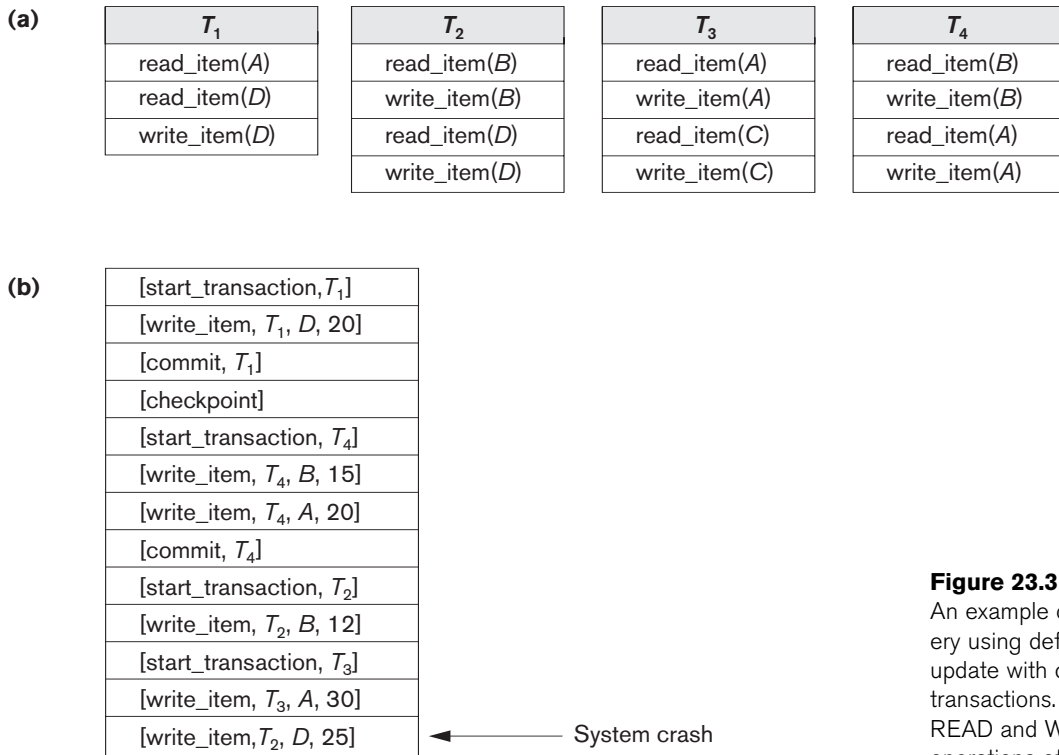 (a)
T1 T2 T3 T4
read_item(A) read_item(B) read_item(A) read_item(B)
read_item(D) write_item(B) write_item(A) write_item(B)
write_item(D) read_item(D) read_item(C) read_item(A)
write_item(D) write_item(C) write_item(A)
(b)
[start_transaction,T1]
[write_item, T1, D, 20]
[commit, T1]
[checkpoint]
[start_transaction, T4]
[write_item, T4, B, 15]
[write_item, T4, A, 20]
[commit, T4]
[start_transaction, T2]
[write_item, T2, B, 12]
[start_transaction, T3]
[write_item, T3, A, 30]
[write_item,T2, D, 25] System crash
Figure 23.3
An example
ery using
update with
transactions.
READ and